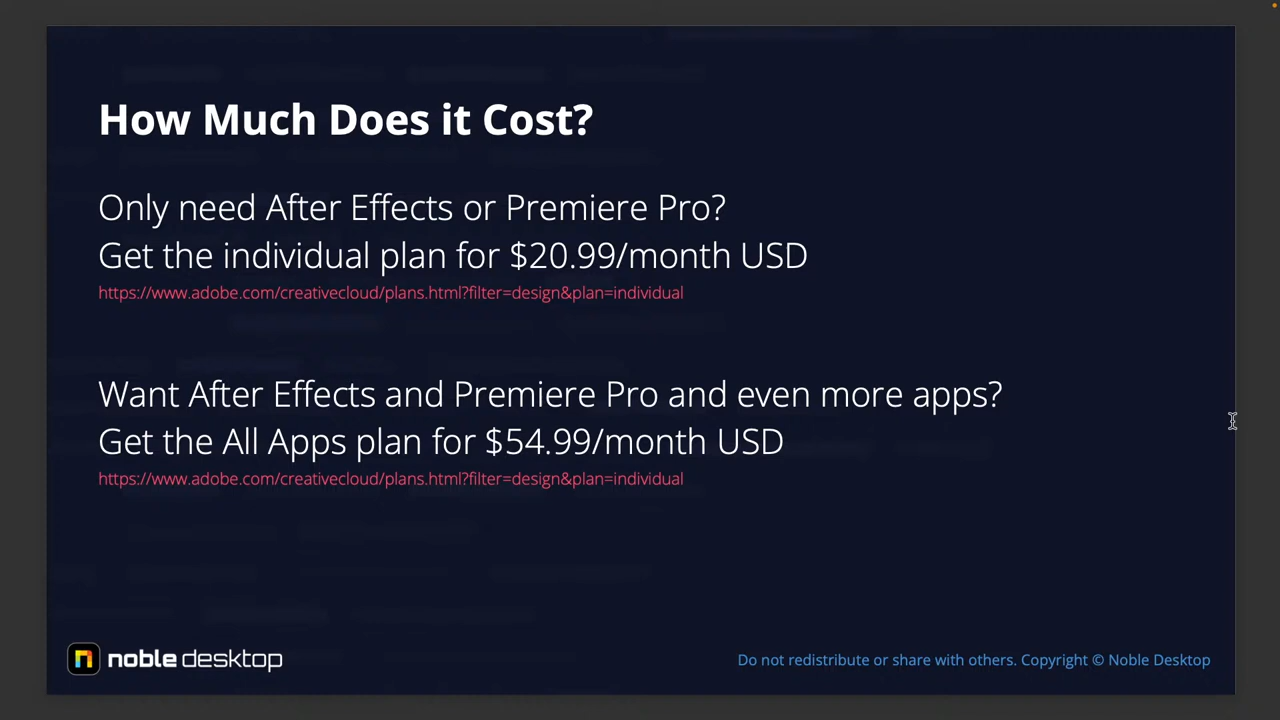 How Much Does it Cost?
Only need After Effects or Premiere Pro?
Get the individual plan for $20.99/month USD
https://www.adobe.com/creativecloud/plans.html?filter=design&plan=individual
Want After Effects and Premiere Pro and even more apps?
Get the All Apps plan for $54.99/month USD
https://www.adobe.com/creativecloud/plans.html?filter=design&plan=individual
n noble desktop
Do not redistribute or share with others. Copyright © Noble Desktop